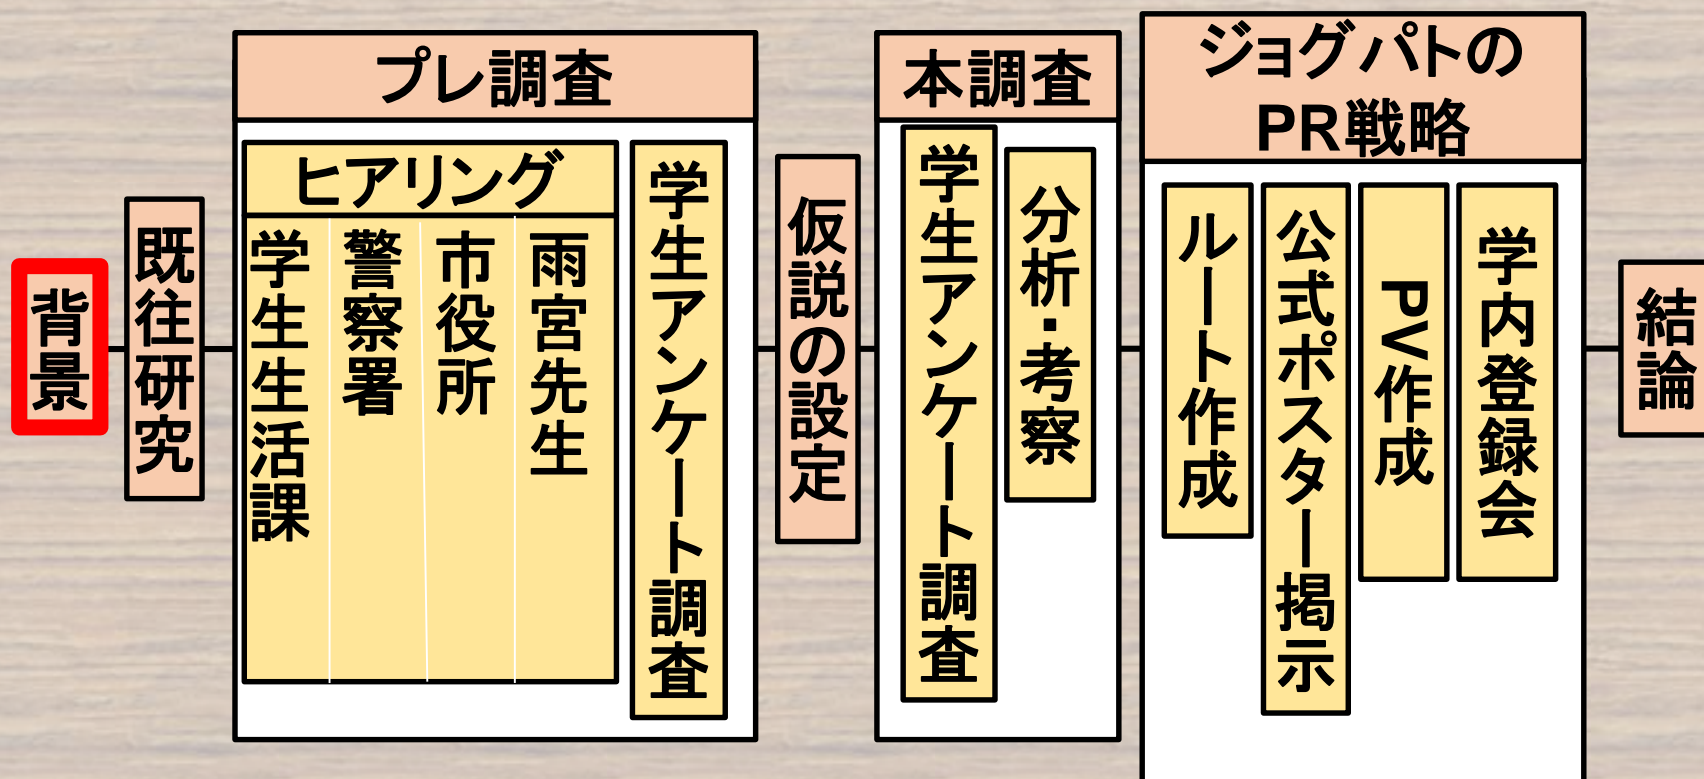 背景
既往研究
プレ調査
ヒアリング
学生生活課
警察署
市役所
雨宮先生
学生アンケート調査
仮説の設定
本調査
学生アンケート調査
分析・考察
ジョグパトの
PR戦略
ルート作成
公式ポスター掲示
PV作成
学内登録会
結論